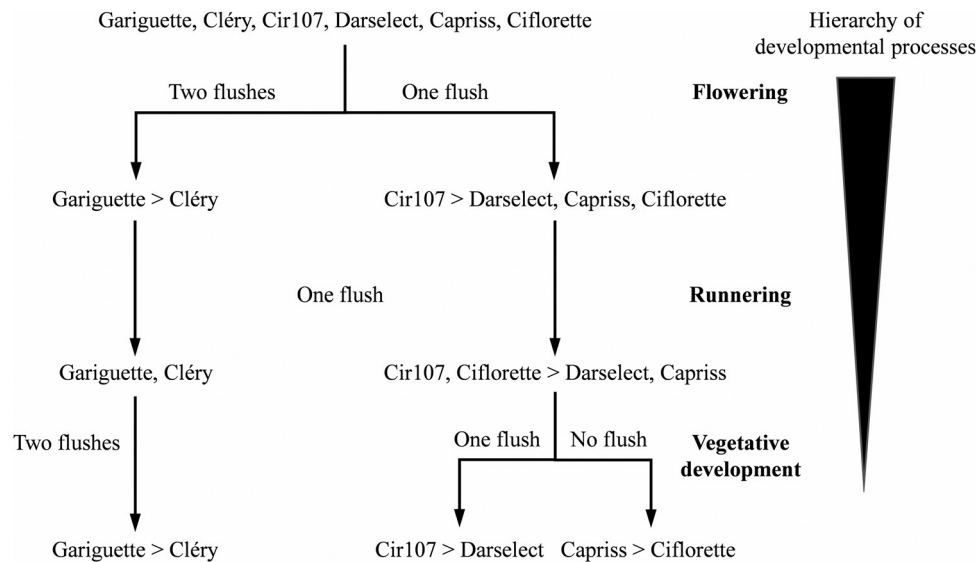 Gariguette, Cléry, Cir107, Darselect, Capriss, Ciflorette
Hierarchy of
developmental processes
Two flushes
One flush
Flowering
Gariguette > Cléry
Cir107 > Darselect, Capriss, Ciflorette
One flush
Runnering
Gariguette, Cléry
Cir107, Ciflorette > Darselect, Capriss
Two flushes
One flush
No flush
Vegetative
development
Gariguette > Cléry
Cir107 > Darselect
Capriss > Ciflorette